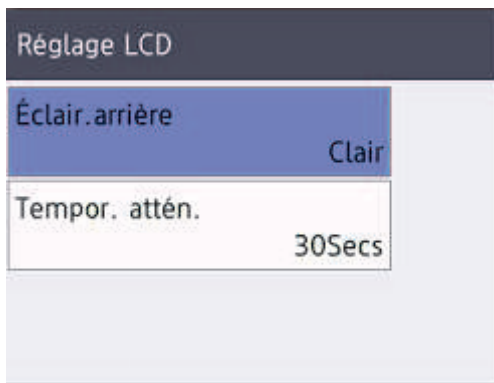 Réglage LCD
Éclair.arrière
Clair
Tempor. attén.
30Secs